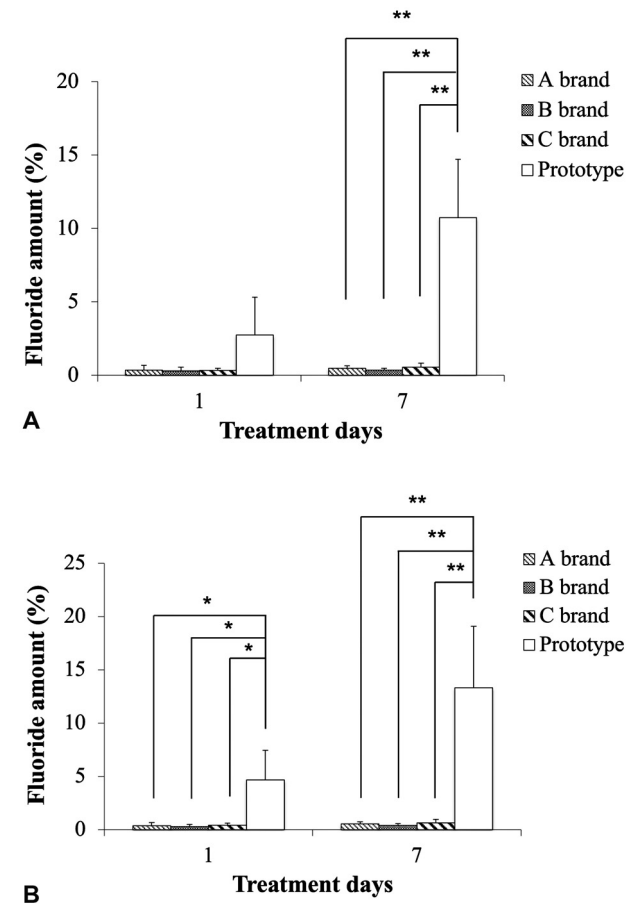 **
**
**
20
15
10
5
0
Fluoride amount (%)
A brand
B brand
C brand
Prototype
1
7
Treatment days
A
**
**
**
*
*
*
25
20
15
10
5
0
Fluoride amount (%)
A brand
B brand
C brand
Prototype
1
7
Treatment days
B